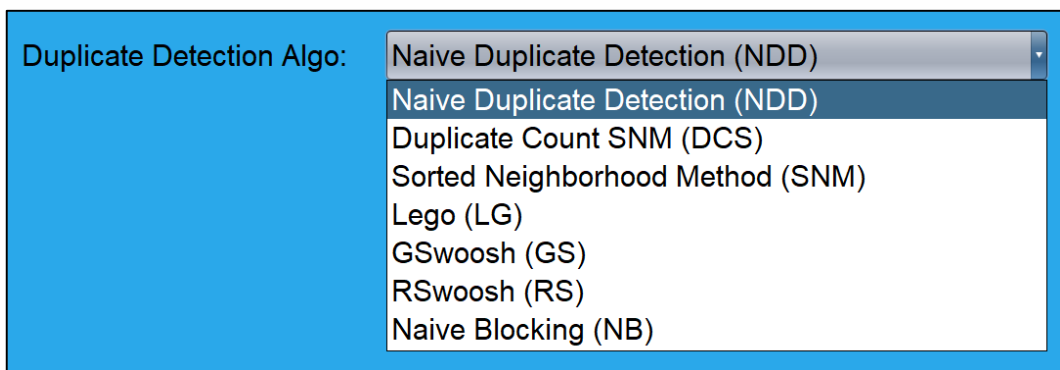 Duplicate Detection Algo: Naive Duplicate Detection (NDD)
Naive Duplicate Detection (NDD)
Duplicate Count SNM (DCS)
Sorted Neighborhood Method (SNM)
Lego (LG)
GSwoosh (GS)
RSwoosh (RS)
Naive Blocking (NB)